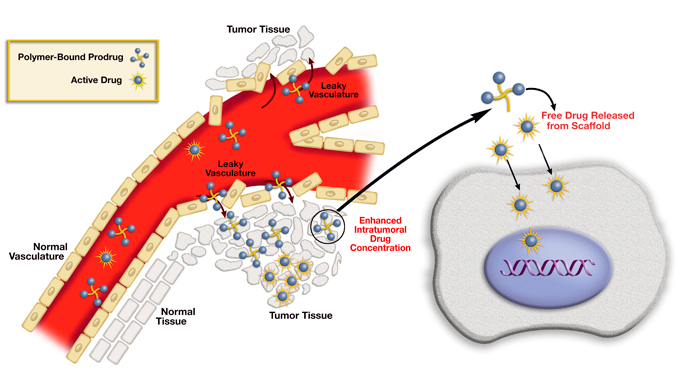 Tumor Tissue
Polymer-Bound Prodrug
Active Drug
Leaky
Vasculature
Free Drug Released
from Scaffold
Leaky
Vasculature
Enhanced
Intratumoral
Drug
Concentration
Normal
Vasculature
Normal
Tissue
Tumor Tissue